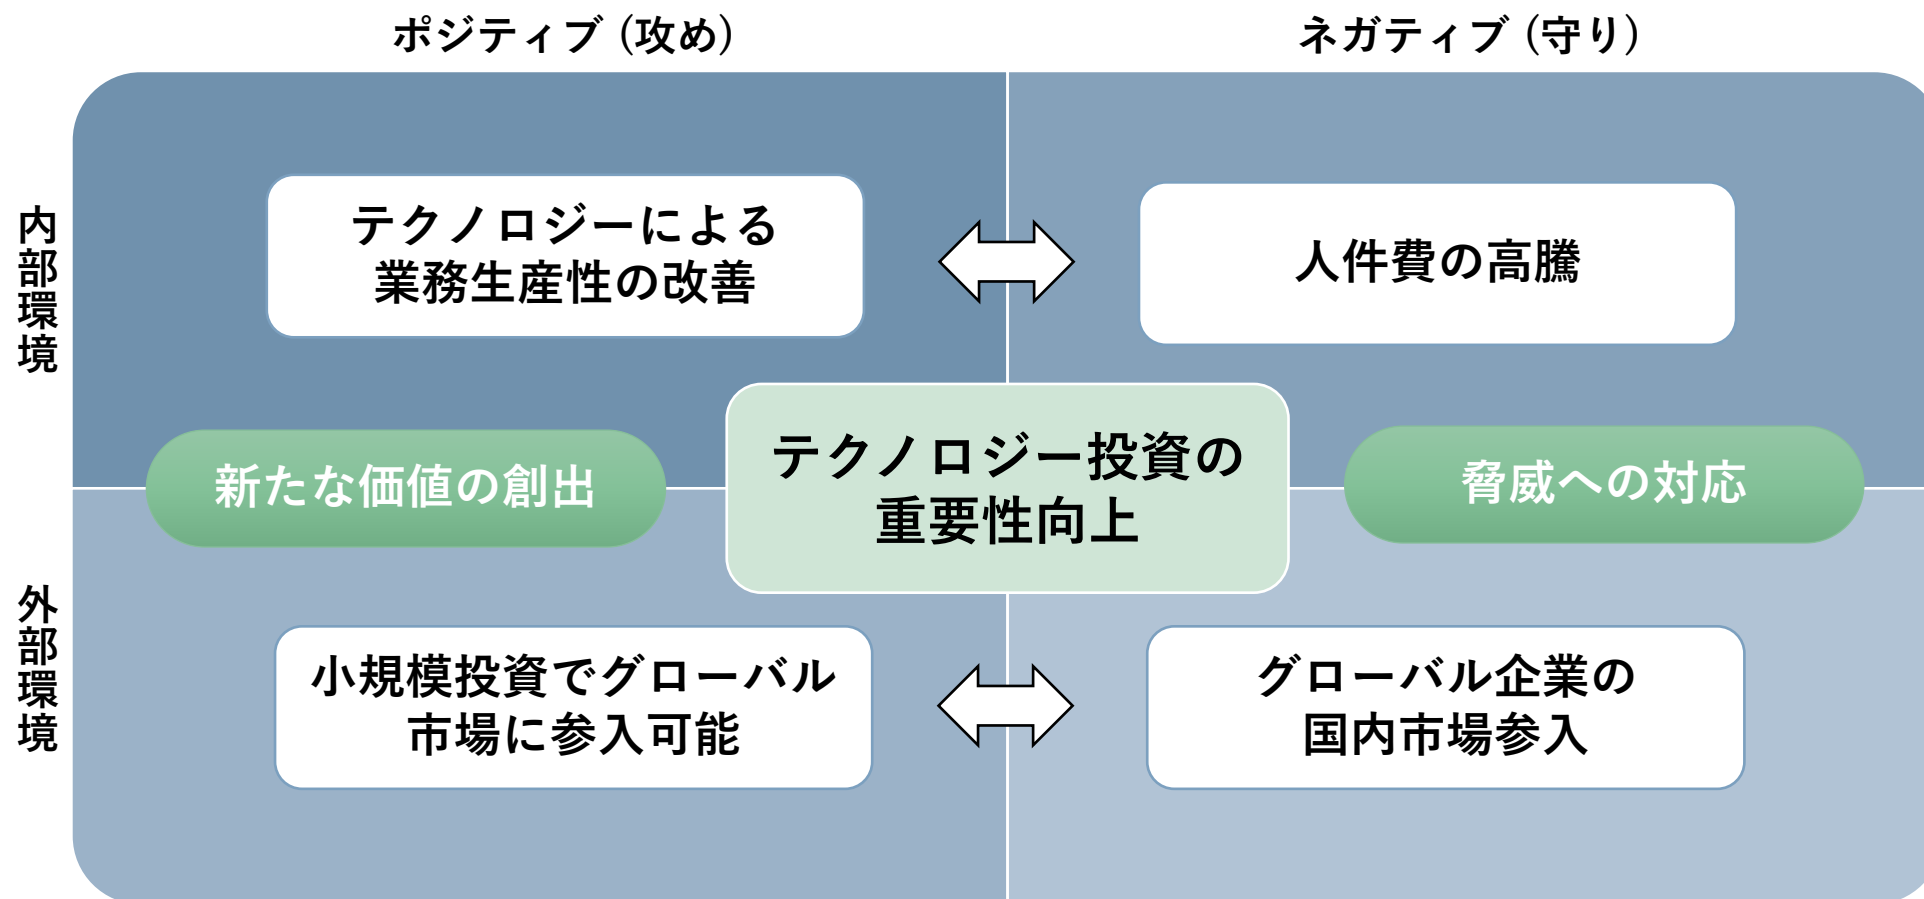 ポジティブ (攻め)
ネガティブ (守り)
内部環境
テクノロジーによる
業務生産性の改善
人件費の高騰
新たな価値の創出
テクノロジー投資の
重要性向上
脅威への対応
外部環境
小規模投資でグローバル
市場に参入可能
グローバル企業の
国内市場参入